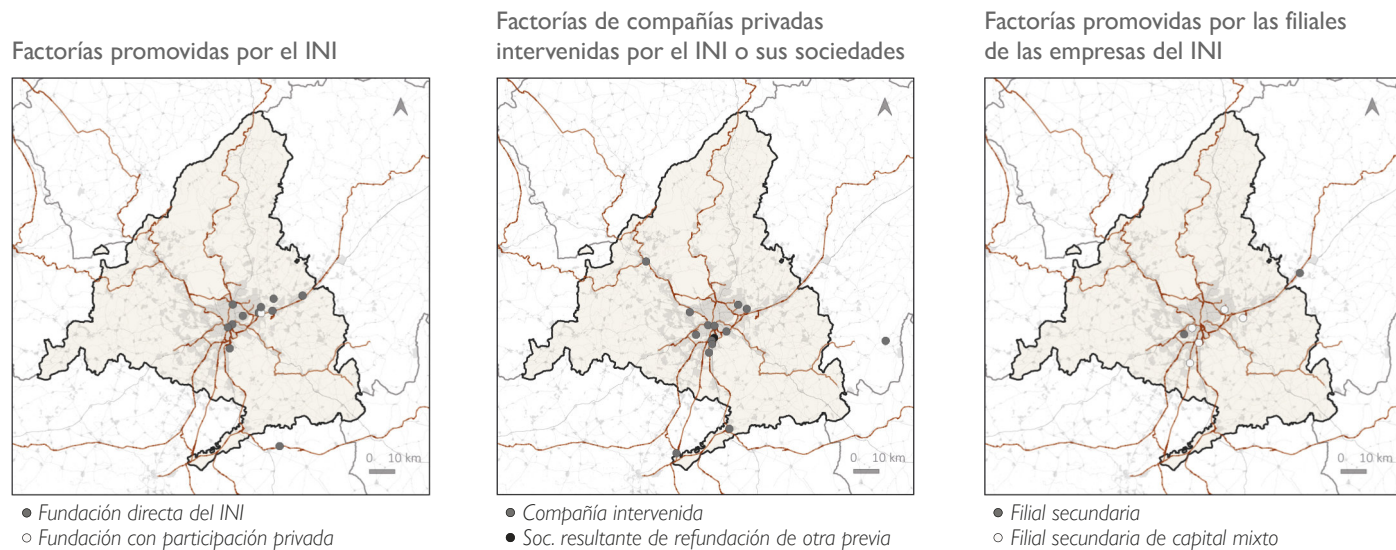 Factorías promovidas por el INI
Factorías de compañías privadas
intervenidas por el INI o sus sociedades
Factorías promovidas por las filiales
de las empresas del INI
0 10 km
0 10 km
0 10 km
Fundación directa del INI
Fundación con participación privada
Compañía intervenida
Soc. resultante de refundación de otra previa
Filial secundaria
Filial secundaria de capital mixto